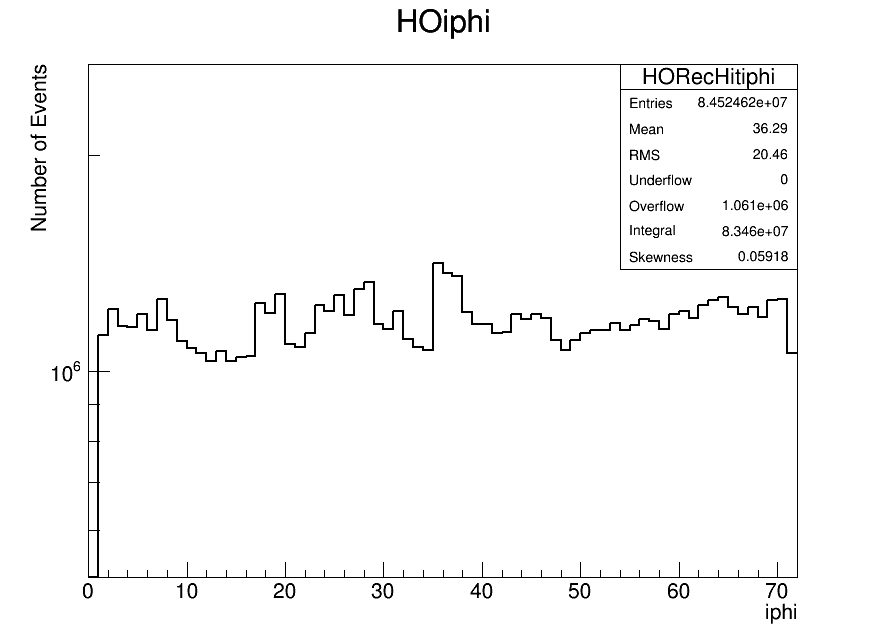 HOiphi
Number of Events
HORecHitiphi
Entries 8.452462e+07
Mean 36.29
RMS 20.46
Underflow 0
Overflow 1.061e+06
Integral 8.346e+07
Skewness 0.05918
10^6
0 10 20 30 40 50 60 70
iphi